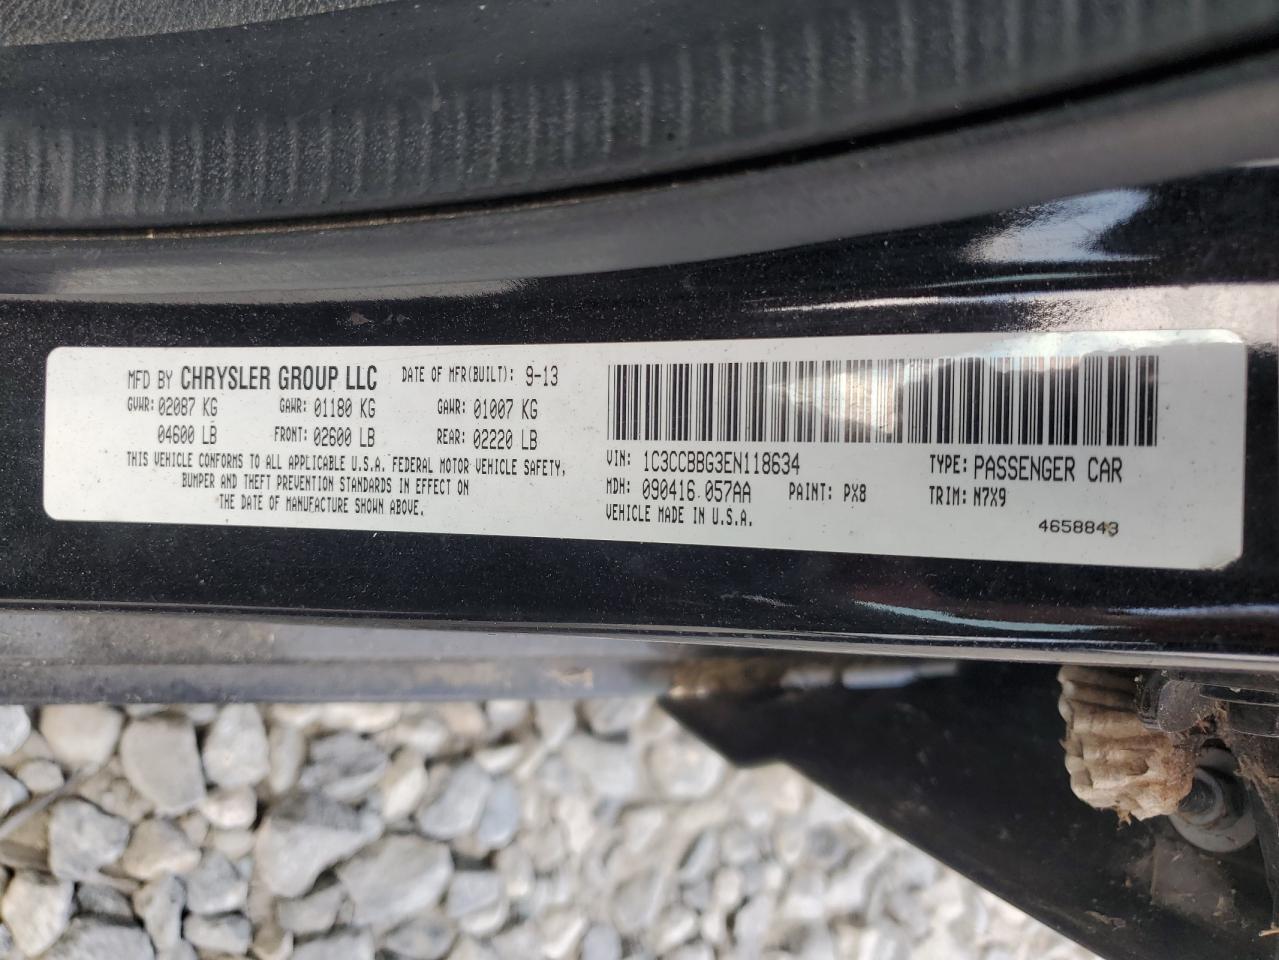 MFD BY CHRYSLER GROUP LLC DATE OF MFR(BUILT): 9-13
GVWR: 02087 KG GAWR: 01180 KG GAWR: 01007 KG
04600 LB FRONT: 02600 LB REAR: 02220 LB
THIS VEHICLE CONFORMS TO ALL APPLICABLE U.S.A. FEDERAL MOTOR VEHICLE SAFETY,
BUMPER AND THEFT PREVENTION STANDARDS IN EFFECT ON
THE DATE OF MANUFACTURE SHOWN ABOVE.
VIN: 1C3CCBBG3EN118634 TYPE: PASSENGER CAR
MDH: 090416 057AA PAINT: PX8 TRIM: N7X9
VEHICLE MADE IN U.S.A.
4658843